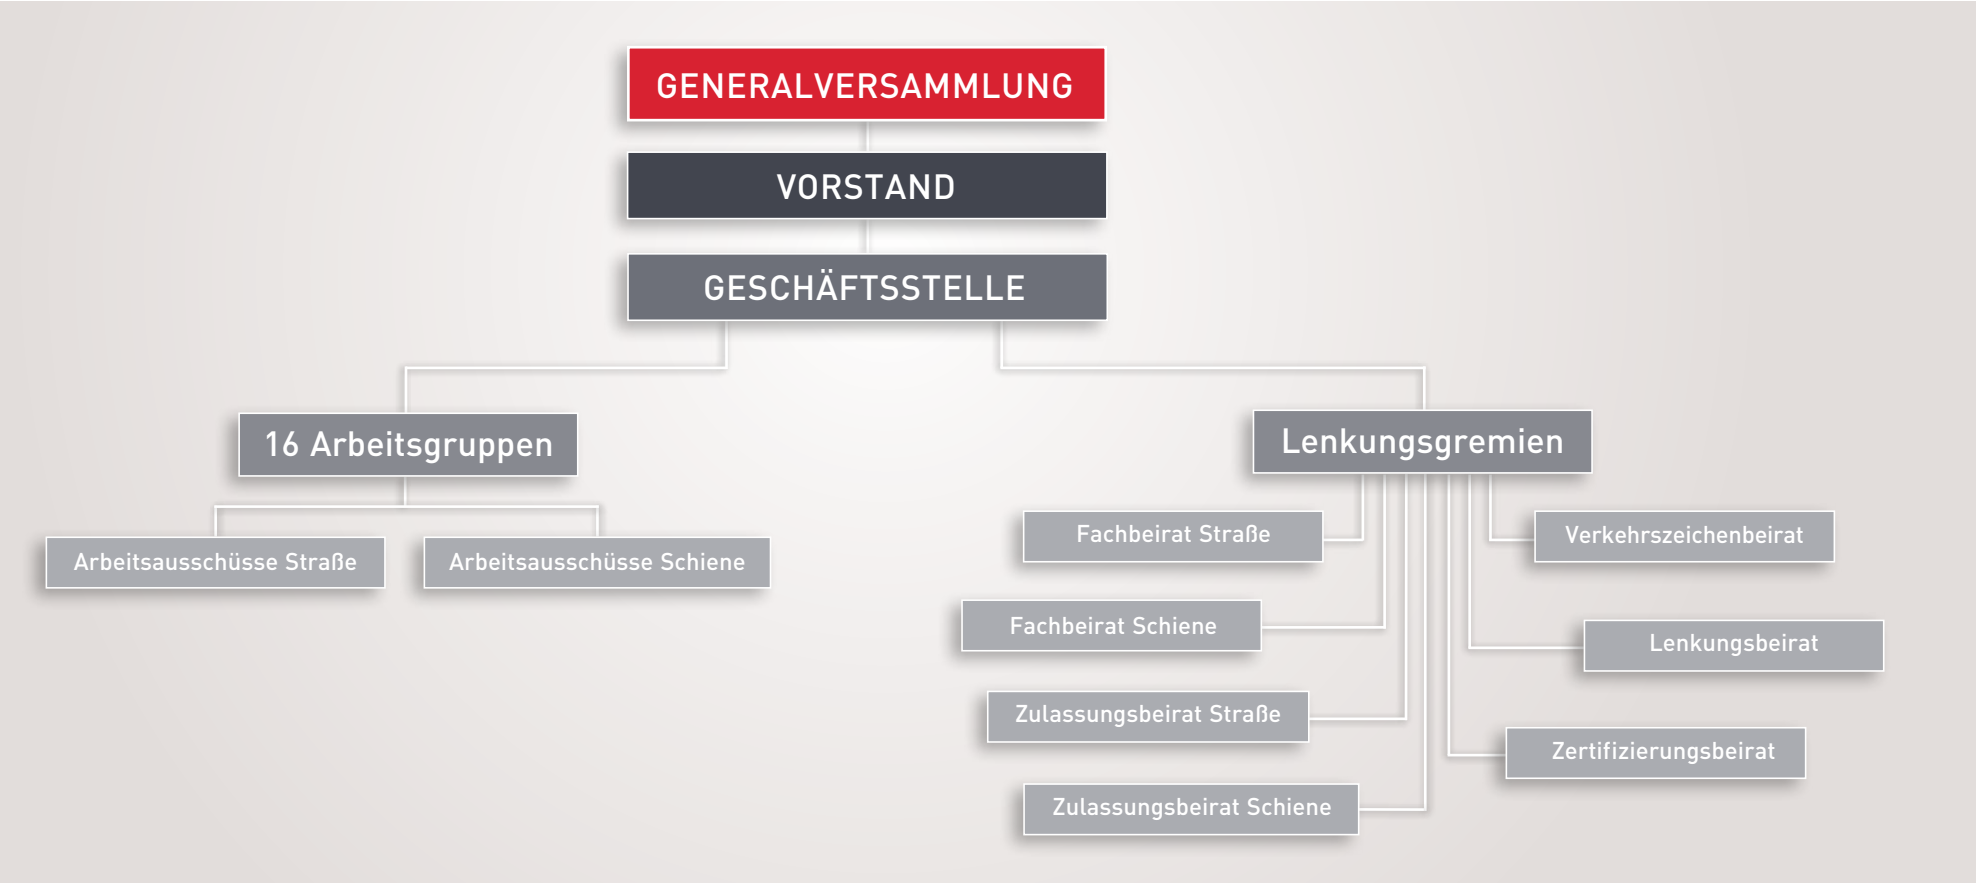 GENERALVERSAMMLUNG
VORSTAND
GESCHÄFTSSTELLE
16 Arbeitsgruppen
Arbeitsausschüsse Straße
Arbeitsausschüsse Schiene
Lenkungsgremien
Fachbeirat Straße
Fachbeirat Schiene
Zulassungsbeirat Straße
Zulassungsbeirat Schiene
Verkehrszeichenbeirat
Lenkungsbeirat
Zertifizierungsbeirat